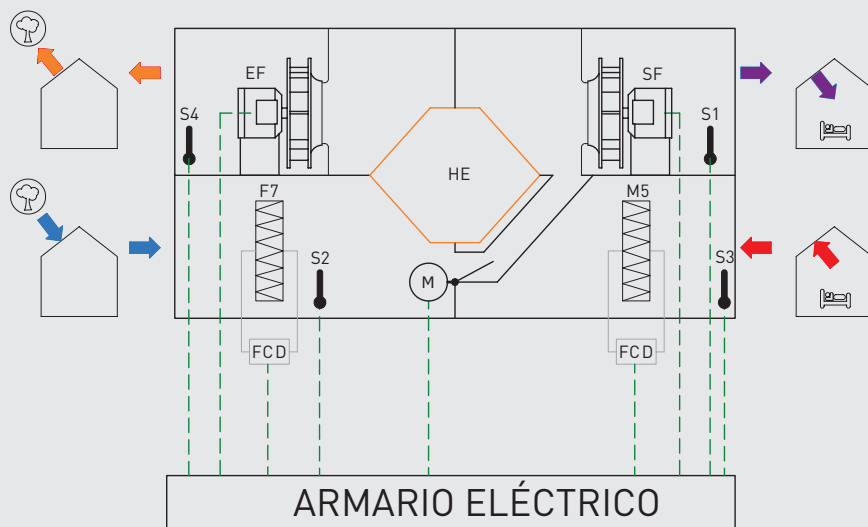 EF
SF
S4
S1
HE
F7
M5
S2
S3
M
FCD
FCD
ARMARIO ELÉCTRICO